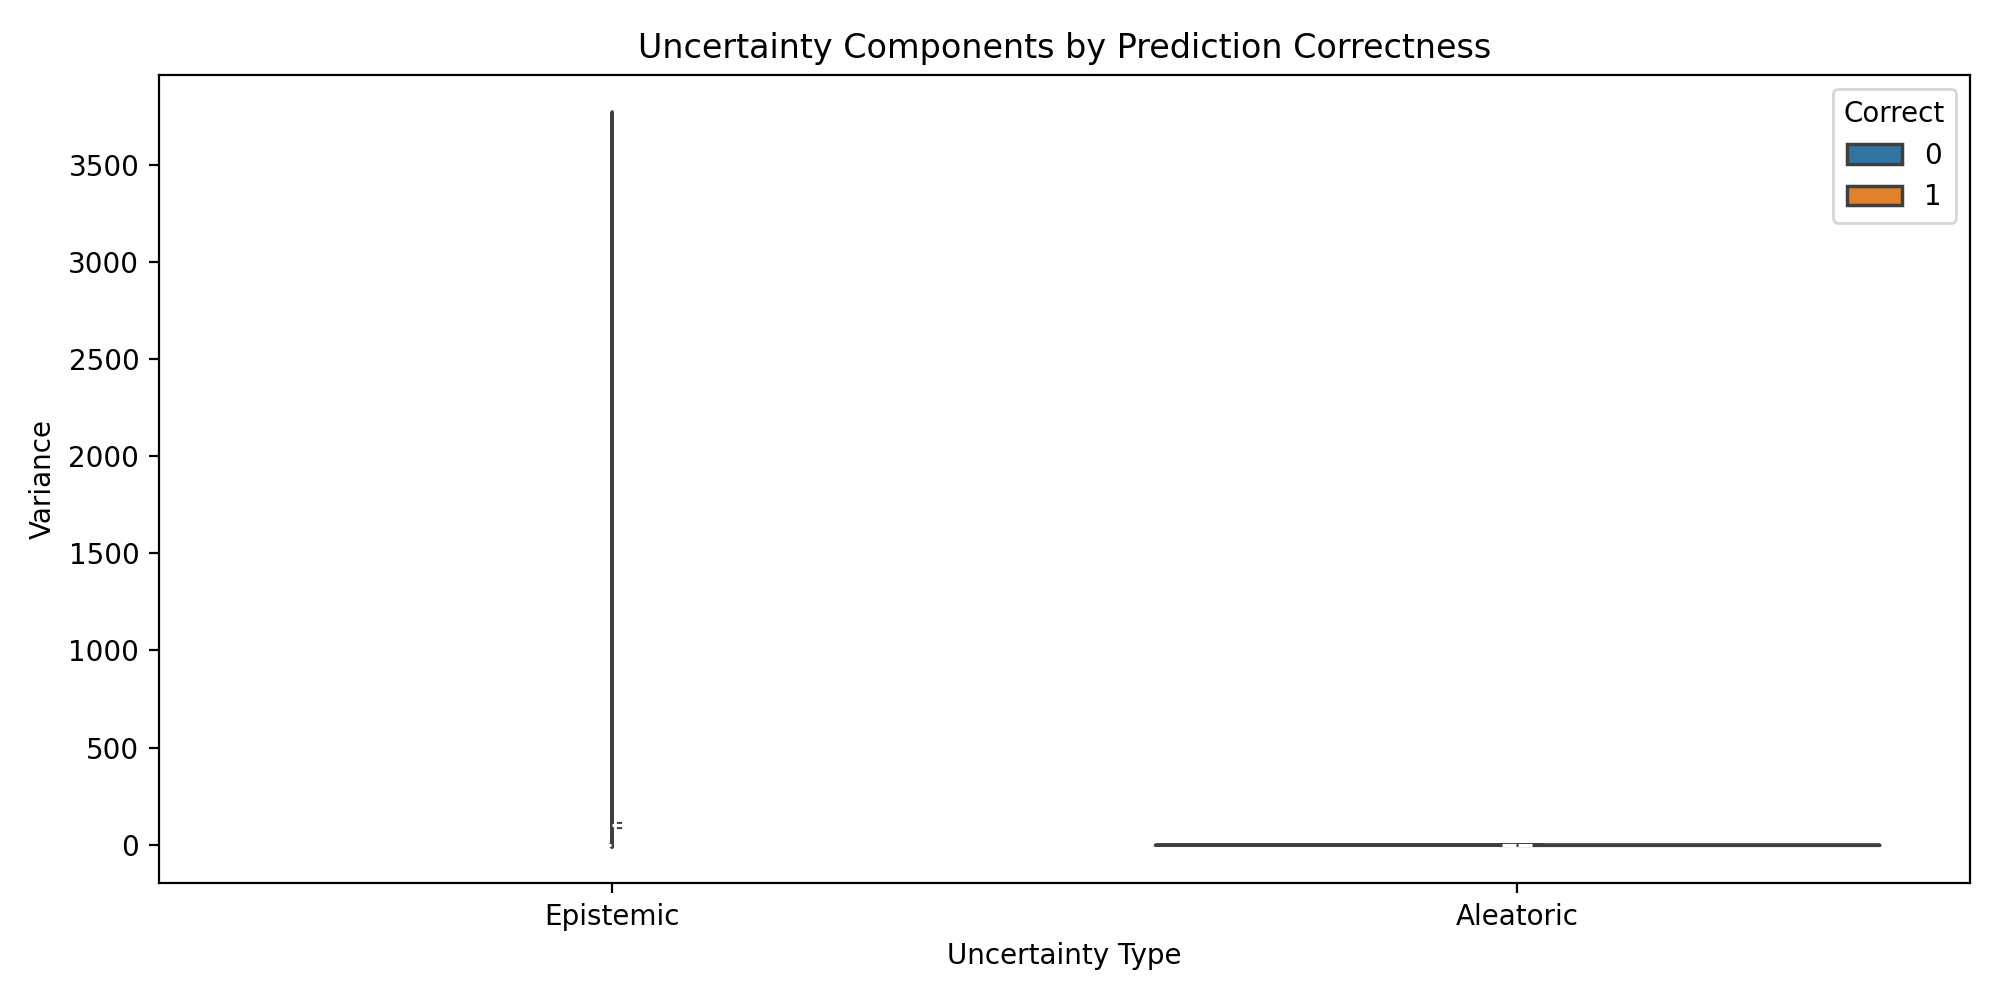 Uncertainty Components by Prediction Correctness
Correct
0
1
3500
3000
2500
2000
1500
1000
500
0
Variance
Epistemic
Aleatoric
Uncertainty Type